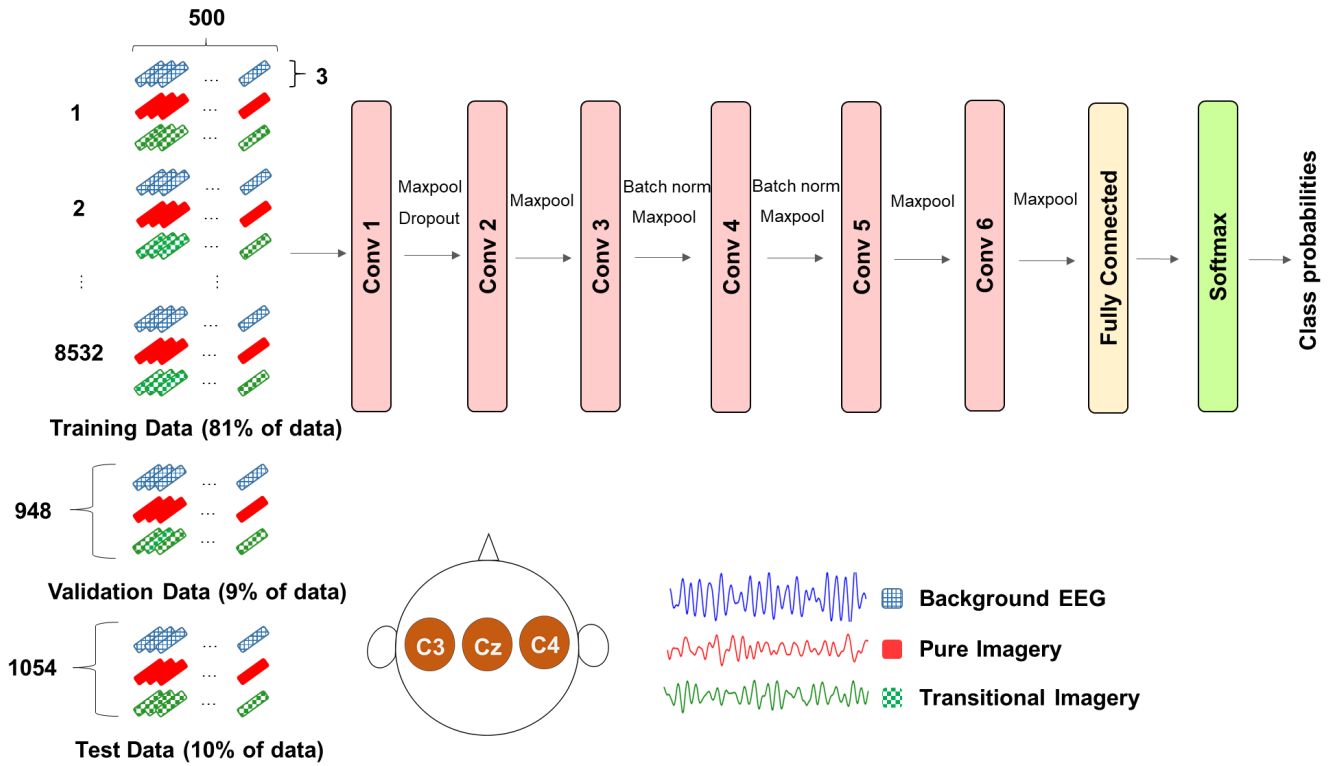 500
3
1
2
8532
...
Training Data (81% of data)
948
Validation Data (9% of data)
1054
Test Data (10% of data)
Conv 1
Maxpool
Dropout
Conv 2
Maxpool
Conv 3
Batch norm
Maxpool
Conv 4
Batch norm
Maxpool
Conv 5
Maxpool
Conv 6
Maxpool
Fully Connected
Softmax
Class probabilities
C3 Cz C4
Background EEG
Pure Imagery
Transitional Imagery